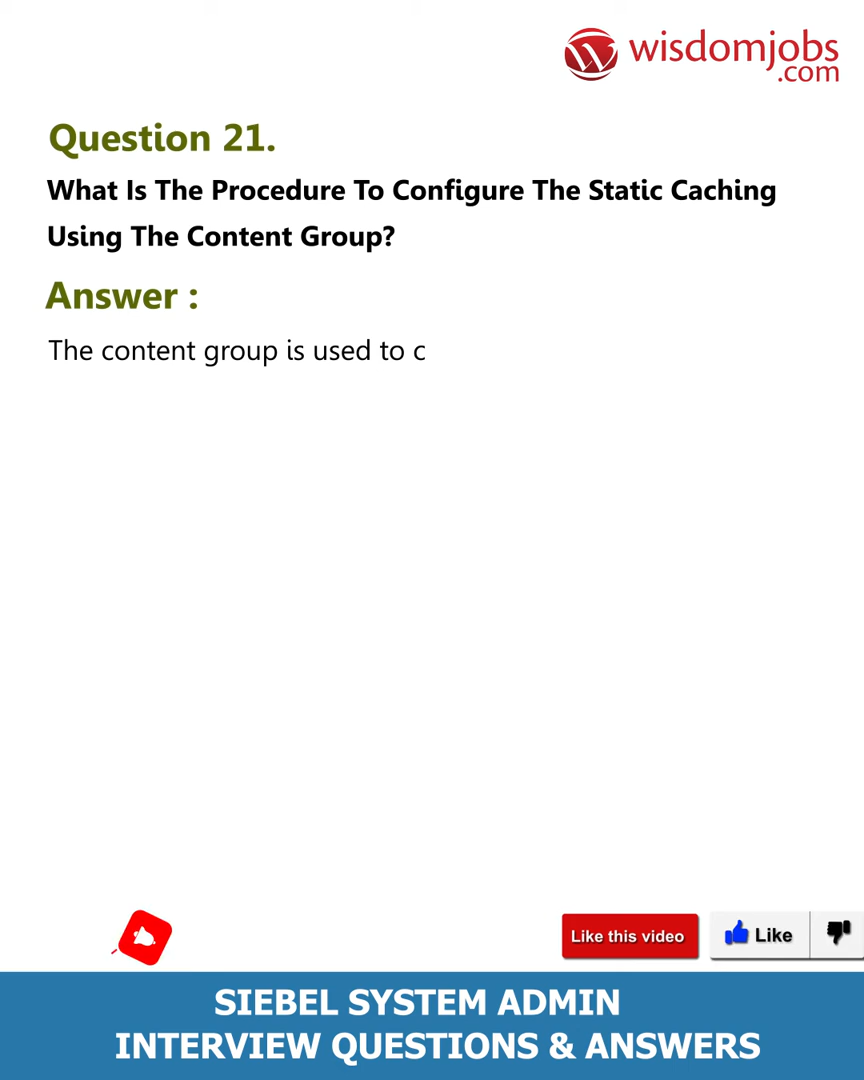 wisdomjobs
.com
Question 21.
What Is The Procedure To Configure The Static Caching
Using The Content Group?
Answer :
The content group is used to c
Like this video
Like
SIEBEL SYSTEM ADMIN
INTERVIEW QUESTIONS & ANSWERS